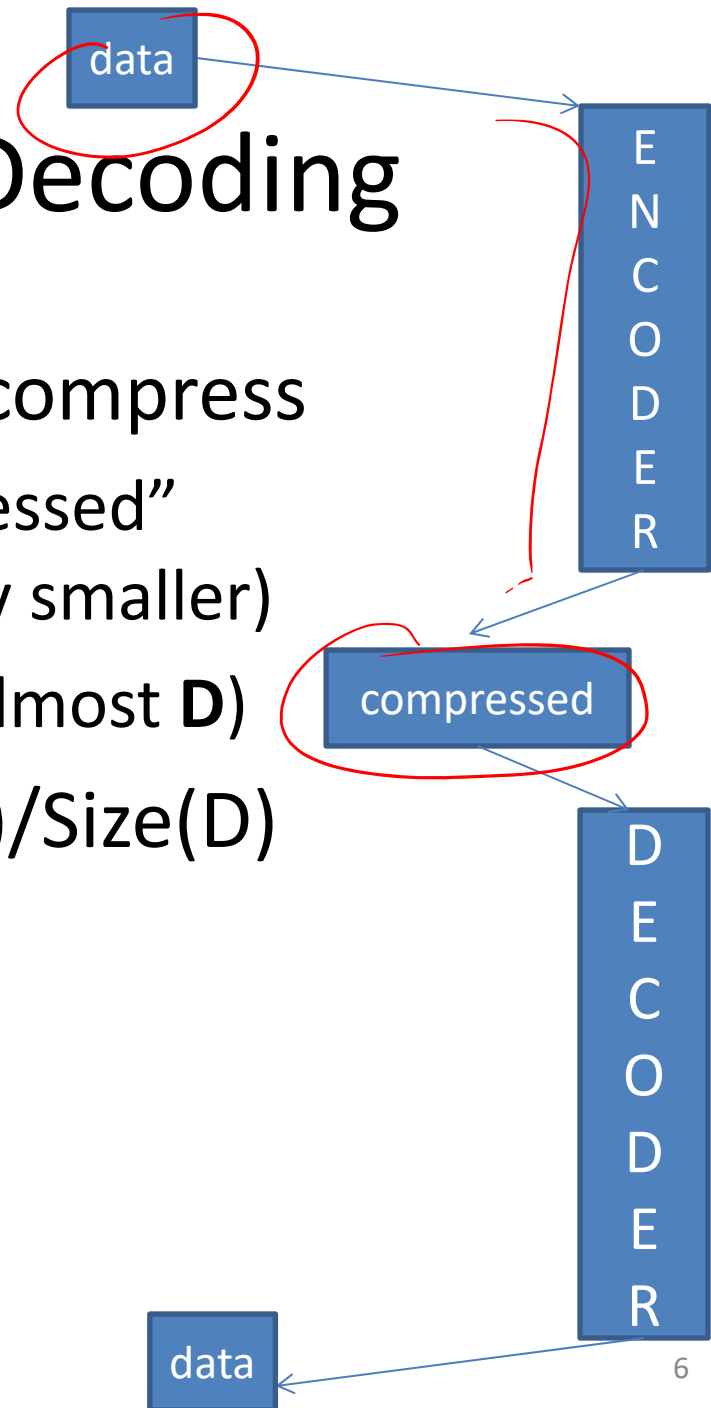 data
Decoding
ENCODER
compress
essed”
smaller)
compressed
lmost D)
)/Size(D)
DECODER
data
6